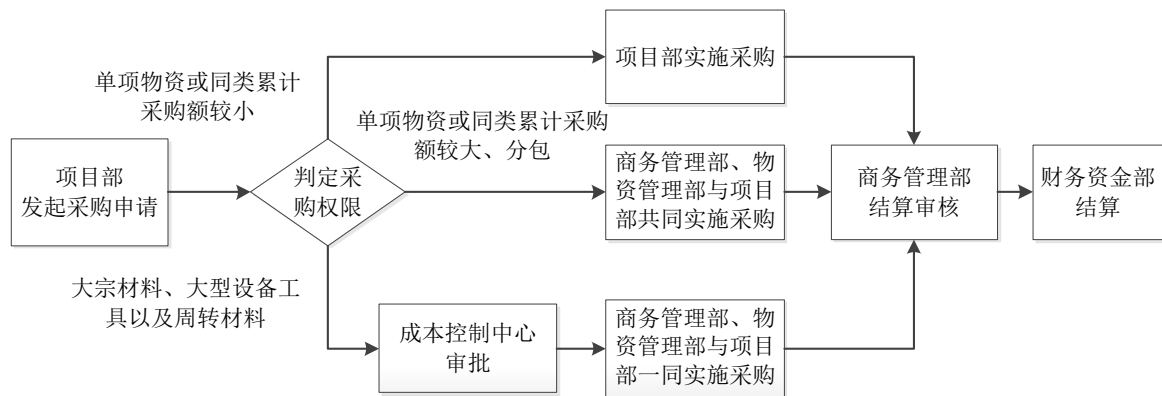 项目部实施采购
单项物资或同类累计
采购额较小
单项物资或同类累计采购
额较大、分包
项目部
发起采购申请
判定采
购权限
商务管理部、物
资管理部与项目
部共同实施采购
商务管理部
结算审核
财务资金部
结算
大宗材料、大型设备工
具以及周转材料
成本控制中心
审批
商务管理部、物
资管理部与项目
部一同实施采购